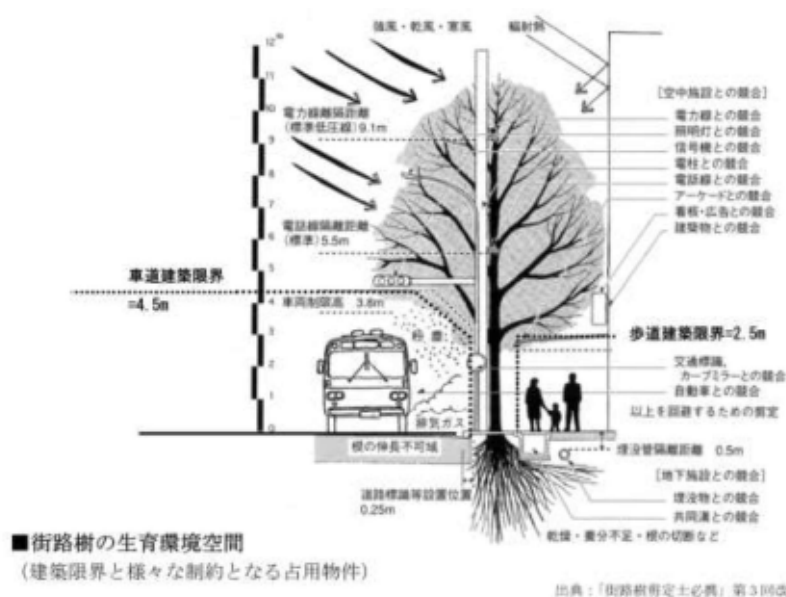 強風・乾風・寒風
輻射熱
12m
11
10
9
8
7
6
5
4
3
2
1
0
電力線離隔距離
(標準低圧線)9.1m
電話線隔離距離
(標準)5.5m
車道建築限界
=4.5m
車両制限高 3.8m
粉塵
排気ガス
根の伸長不可域
道路標識等設置位置
0.25m
[空中施設との競合]
電力線との競合
照明灯との競合
信号機との競合
電柱との競合
電話線との競合
アーケードとの競合
看板・広告との競合
建築物との競合
歩道建築限界=2.5m
交通標識、
カーブミラーとの競合
自動車との競合
以上を回避するための剪定
埋没管隔離距離 0.5m
[地下施設との競合]
埋没物との競合
共同溝との競合
乾燥・養分不足・根の切断など
■街路樹の生育環境空間
(建築限界と様々な制約となる占用物件)
出典:「街路樹剪定士必携」第3回改